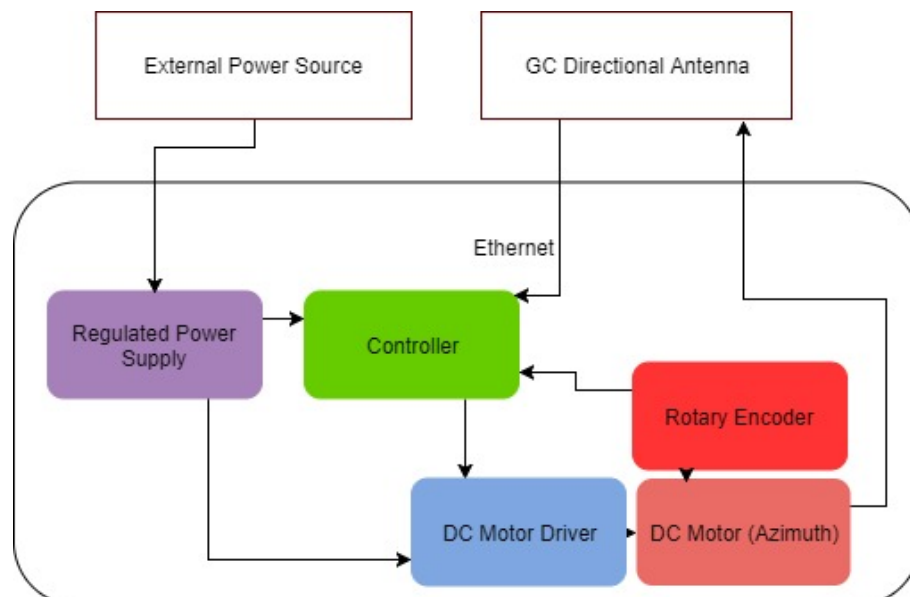 External Power Source
GC Directional Antenna
Ethernet
Regulated Power
Supply
Controller
Rotary Encoder
DC Motor Driver
DC Motor (Azimuth)